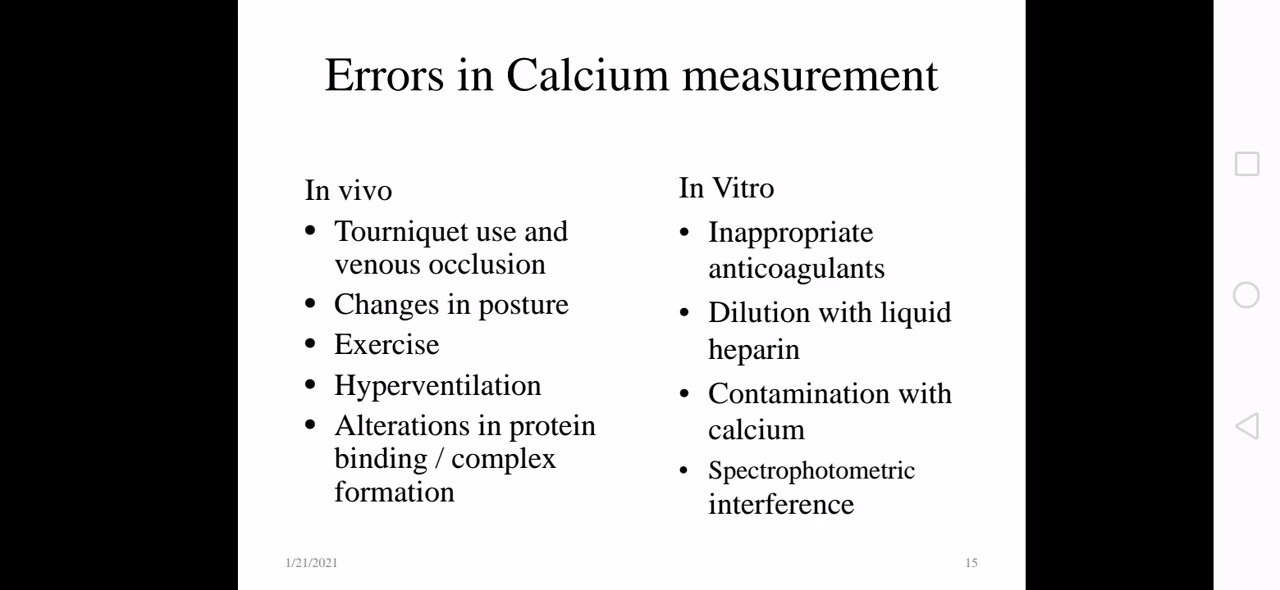 Errors in Calcium measurement
In vivo
• Tourniquet use and
venous occlusion
• Changes in posture
• Exercise
• Hyperventilation
• Alterations in protein
binding / complex
formation
In Vitro
• Inappropriate
anticoagulants
• Dilution with liquid
heparin
• Contamination with
calcium
• Spectrophotometric
interference
1/21/2021
15